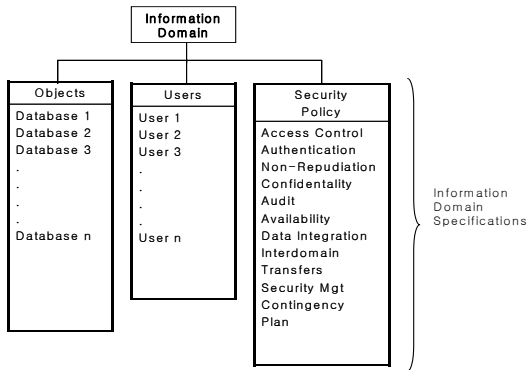 Information
Domain
Objects
Database 1
Database 2
Database 3
.
.
.
.
Database n
Users
User 1
User 2
User 3
.
.
.
.
User n
Security
Policy
Access Control
Authentication
Non-Repudiation
Confidentality
Audit
Availability
Data Integration
Interdomain
Transfers
Security Mgt
Contingency
Plan
Information
Domain
Specifications